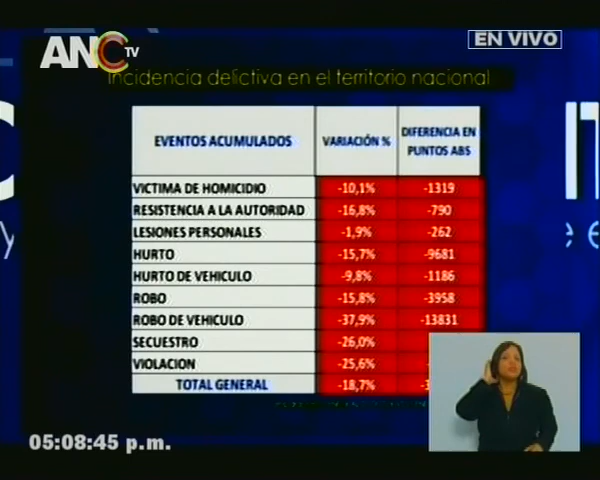 ANC TV
EN VIVO
Incidencia delictiva en el territorio nacional
EVENTOS ACUMULADOS VARIACIÓN % DIFERENCIA EN PUNTOS ABS
VICTIMA DE HOMICIDIO -10,1% -1319
RESISTENCIA A LA AUTORIDAD -16,8% -790
LESIONES PERSONALES -1,9% -262
HURTO -15,7% -9681
HURTO DE VEHICULO -9,8% -1186
ROBO -15,8% -3958
ROBO DE VEHICULO -37,9% -13831
SECUESTRO -26,0%
VIOLACION -25,6%
TOTAL GENERAL -18,7%
05:08:45 p.m.